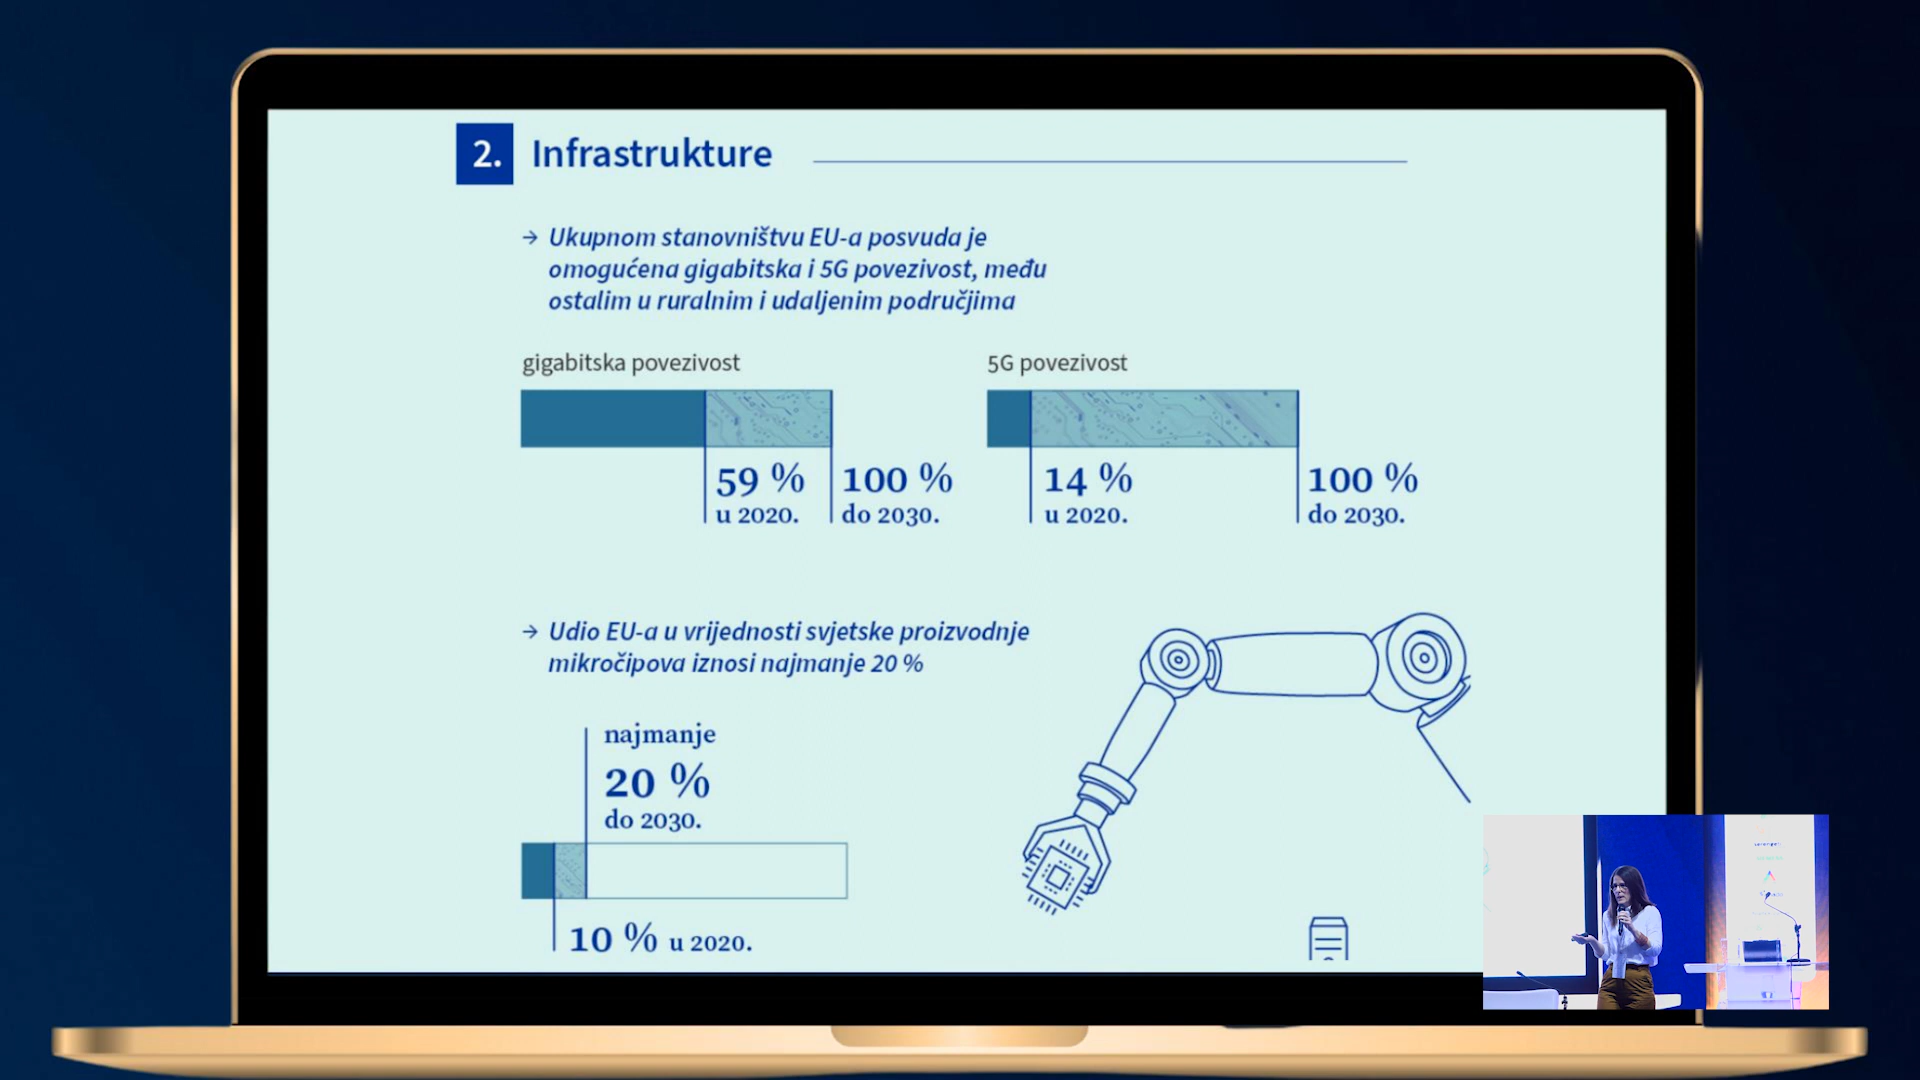 2. Infrastrukture
→ Ukupnom stanovništvu EU-a posvuda je
omogućena gigabitska i 5G povezivost, među
ostalim u ruralnim i udaljenim područjima
gigabitska povezivost
59 %
u 2020.
100 %
do 2030.
5G povezivost
14 %
u 2020.
100 %
do 2030.
→ Udio EU-a u vrijednosti svjetske proizvodnje
mikročipova iznosi najmanje 20 %
najmanje
20 %
do 2030.
10 % u 2020.